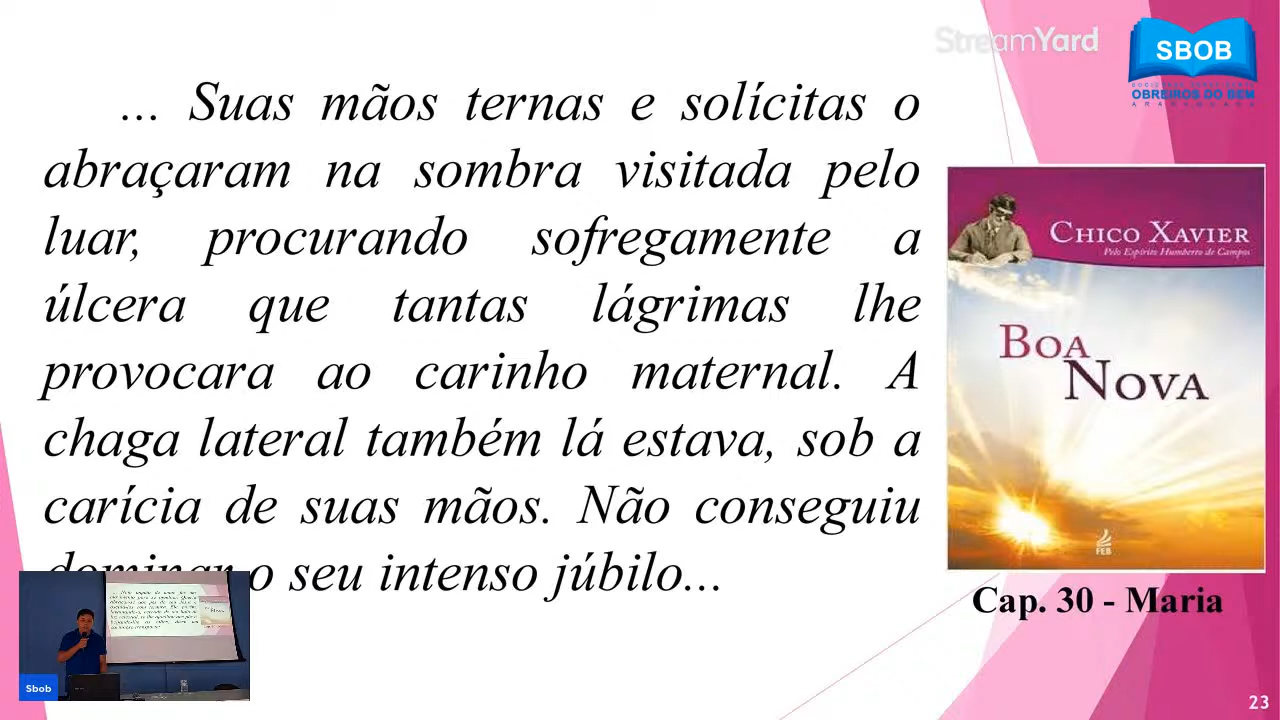 StreamYard
SBOB
OBREIROS DO BEM
... Suas mãos ternas e solícitas o
abraçaram na sombra visitada pelo
luar, procurando sofregamente a
úlcera que tantas lágrimas lhe
provocara ao carinho maternal. A
chaga lateral também lá estava, sob a
carícia de suas mãos. Não conseguiu
dominar o seu intenso júbilo...
CHICO XAVIER
Pelo Espírito Humberto de Campos
BOA
NOVA
FEB
Cap. 30 - Maria
Sbob
23